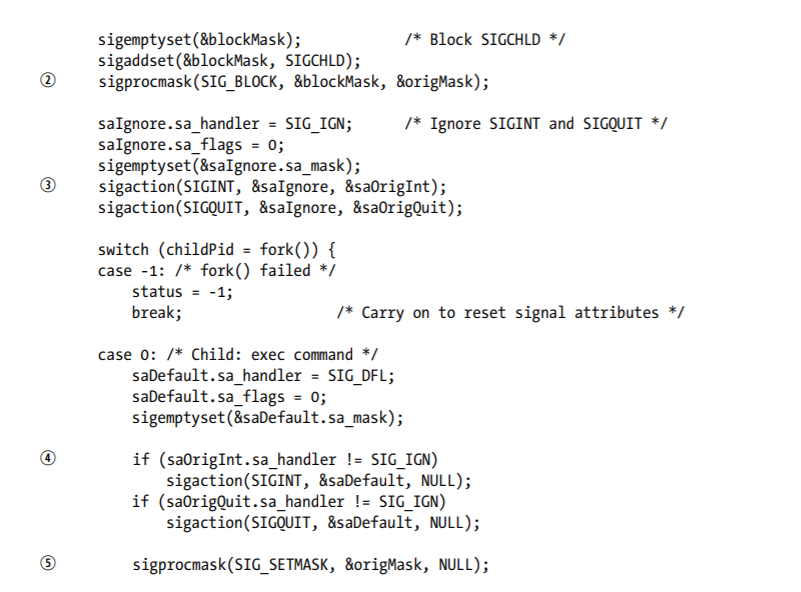 sigemptyset(&blockMask);            /* Block SIGCHLD */
sigaddset(&blockMask, SIGCHLD);
② sigprocmask(SIG_BLOCK, &blockMask, &origMask);
saIgnore.sa_handler = SIG_IGN;      /* Ignore SIGINT and SIGQUIT */
saIgnore.sa_flags = 0;
sigemptyset(&saIgnore.sa_mask);
③ sigaction(SIGINT, &saIgnore, &saOrigInt);
sigaction(SIGQUIT, &saIgnore, &saOrigQuit);
switch (childPid = fork()) {
case -1: /* fork() failed */
    status = -1;
    break;                  /* Carry on to reset signal attributes */
case 0: /* Child: exec command */
    saDefault.sa_handler = SIG_DFL;
    saDefault.sa_flags = 0;
    sigemptyset(&saDefault.sa_mask);
④     if (saOrigInt.sa_handler != SIG_IGN)
        sigaction(SIGINT, &saDefault, NULL);
    if (saOrigQuit.sa_handler != SIG_IGN)
        sigaction(SIGQUIT, &saDefault, NULL);
⑤     sigprocmask(SIG_SETMASK, &origMask, NULL);